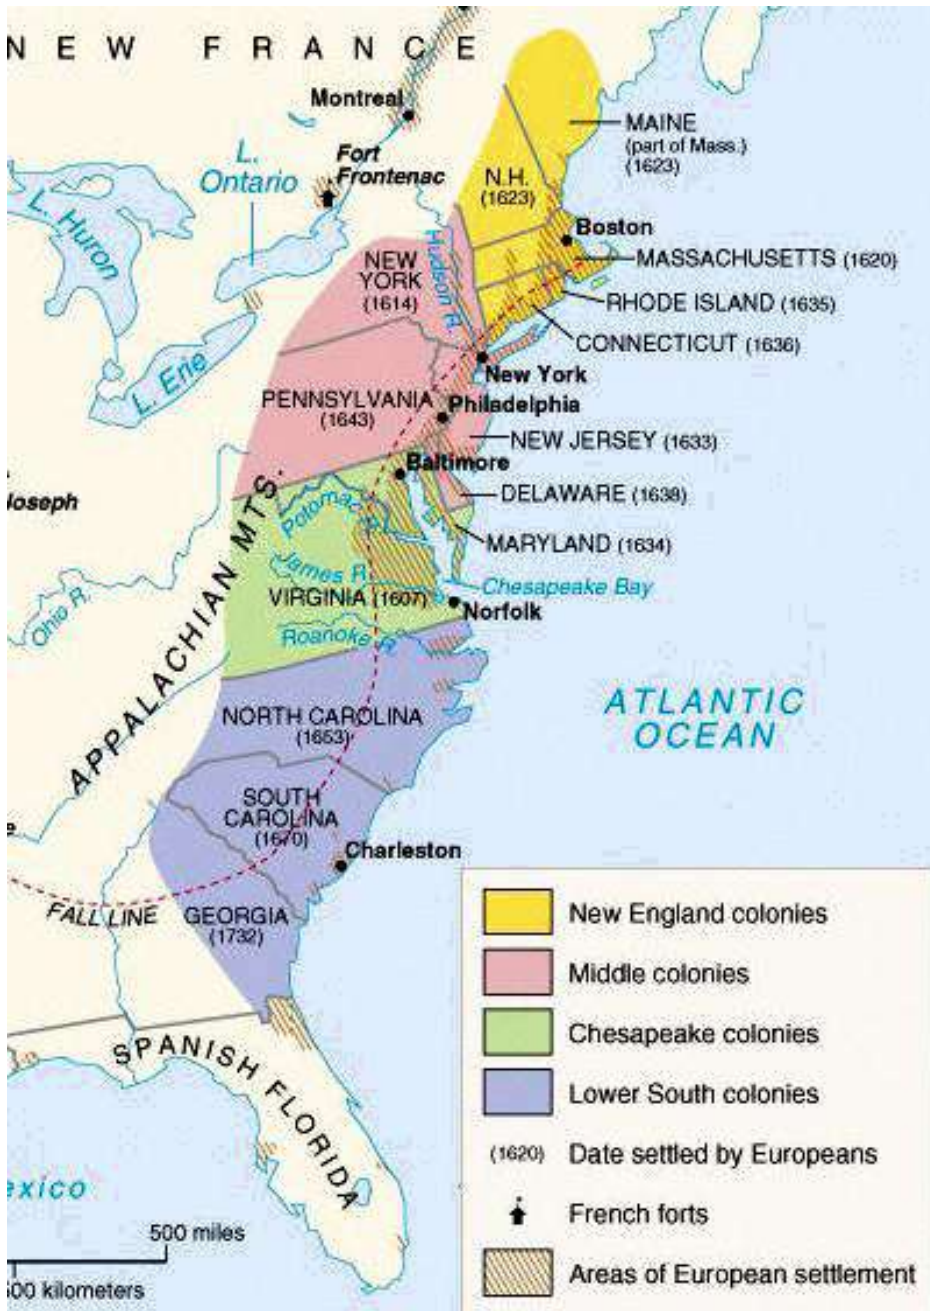 NEW FRANCE
Montreal
L.
Ontario
Fort
Frontenac
L. Huron
L. Erie
MAINE
(part of Mass.)
(1623)
N.H.
(1623)
Boston
MASSACHUSETTS (1620)
RHODE ISLAND (1635)
CONNECTICUT (1636)
Hudson R.
NEW
YORK
(1614)
New York
PENNSYLVANIA
(1643)
Philadelphia
NEW JERSEY (1633)
Baltimore
DELAWARE (1638)
MARYLAND (1634)
Joseph
APPALACHIAN MTS.
Ohio R.
Potomac R.
James R.
VIRGINIA (1607)
Chesapeake Bay
Norfolk
Roanoke R.
ATLANTIC
OCEAN
NORTH CAROLINA
(1653)
SOUTH
CAROLINA
(1670)
Charleston
FALL LINE
GEORGIA
(1732)
SPANISH FLORIDA
exico
500 miles
500 kilometers
New England colonies
Middle colonies
Chesapeake colonies
Lower South colonies
(1620) Date settled by Europeans
French forts
Areas of European settlement